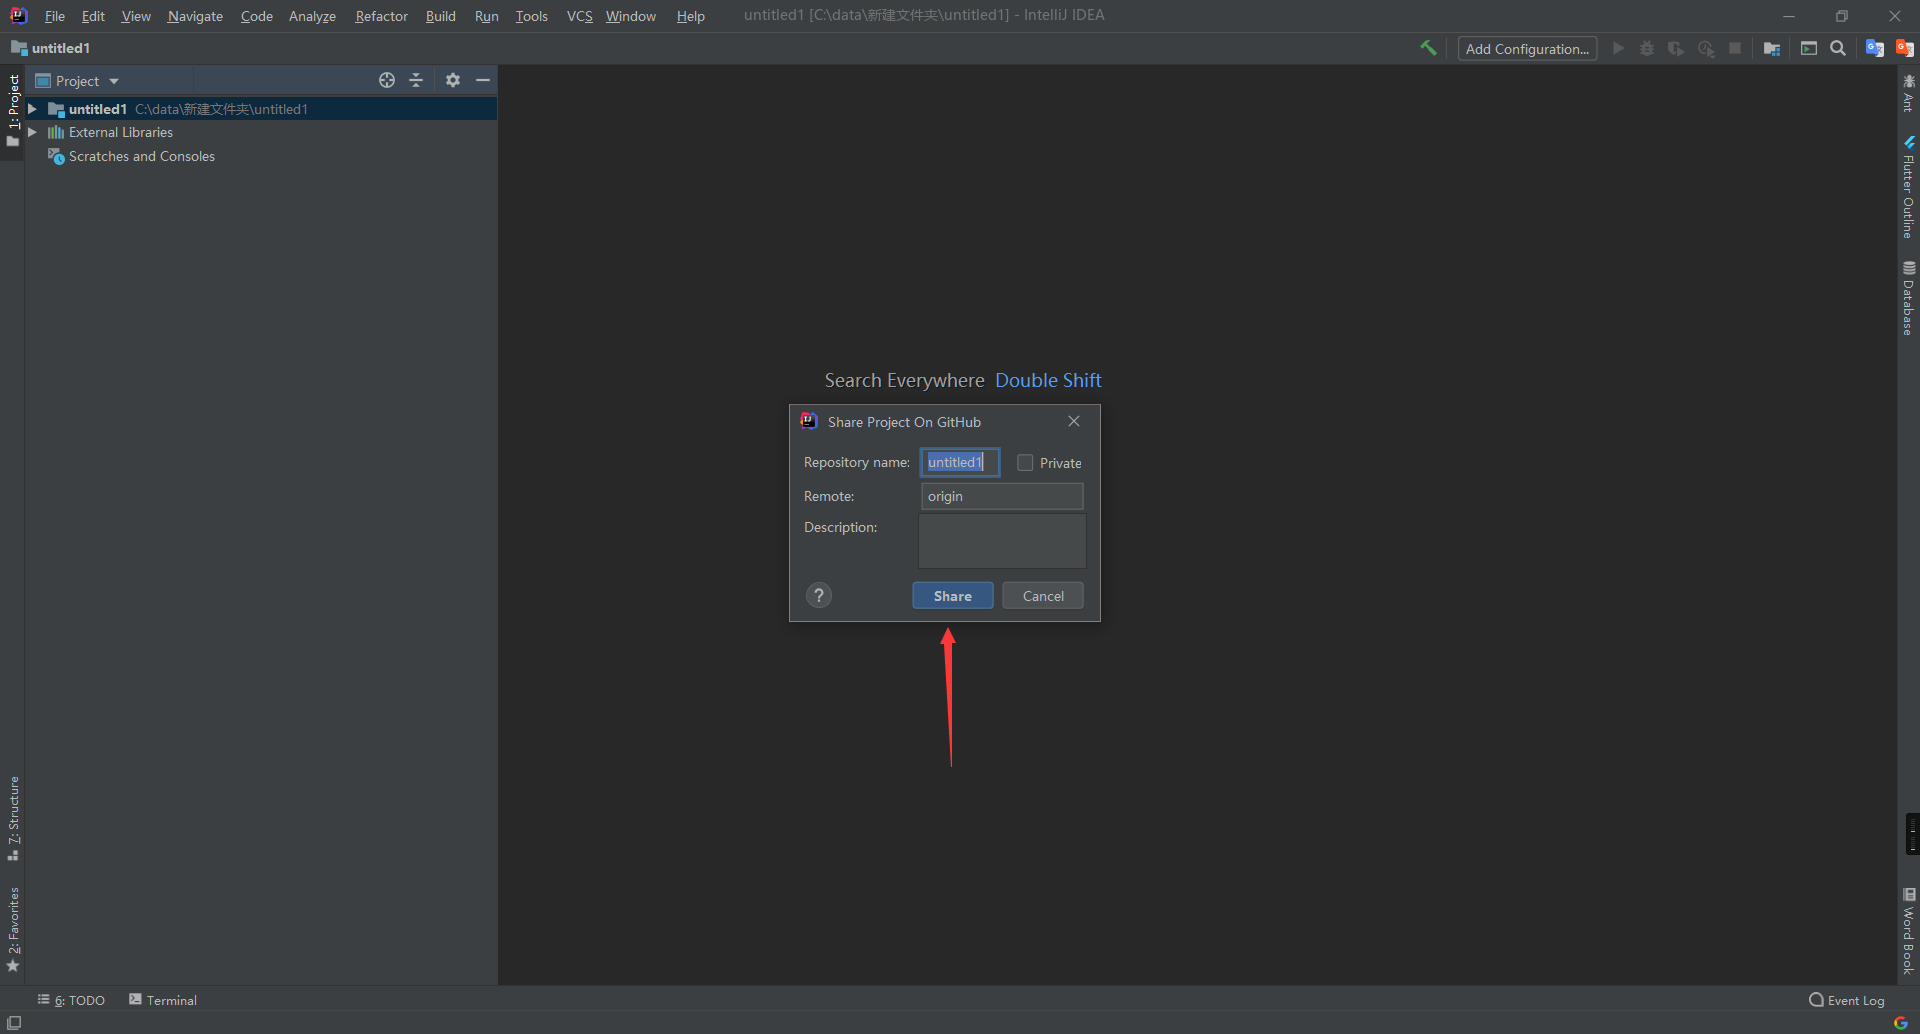 File Edit View Navigate Code Analyze Refactor Build Run Tools VCS Window Help untitled1 [C:\data\新建文件夹\untitled1] - IntelliJ IDEA
untitled1 Add Configuration...
1: Project
Project
untitled1 C:\data\新建文件夹\untitled1
External Libraries
Scratches and Consoles
Ant
Flutter Outline
Database
Search Everywhere Double Shift
Share Project On GitHub
Repository name: untitled1 Private
Remote: origin
Description:
? Share Cancel
7: Structure
2: Favorites
Word Book
6: TODO Terminal Event Log